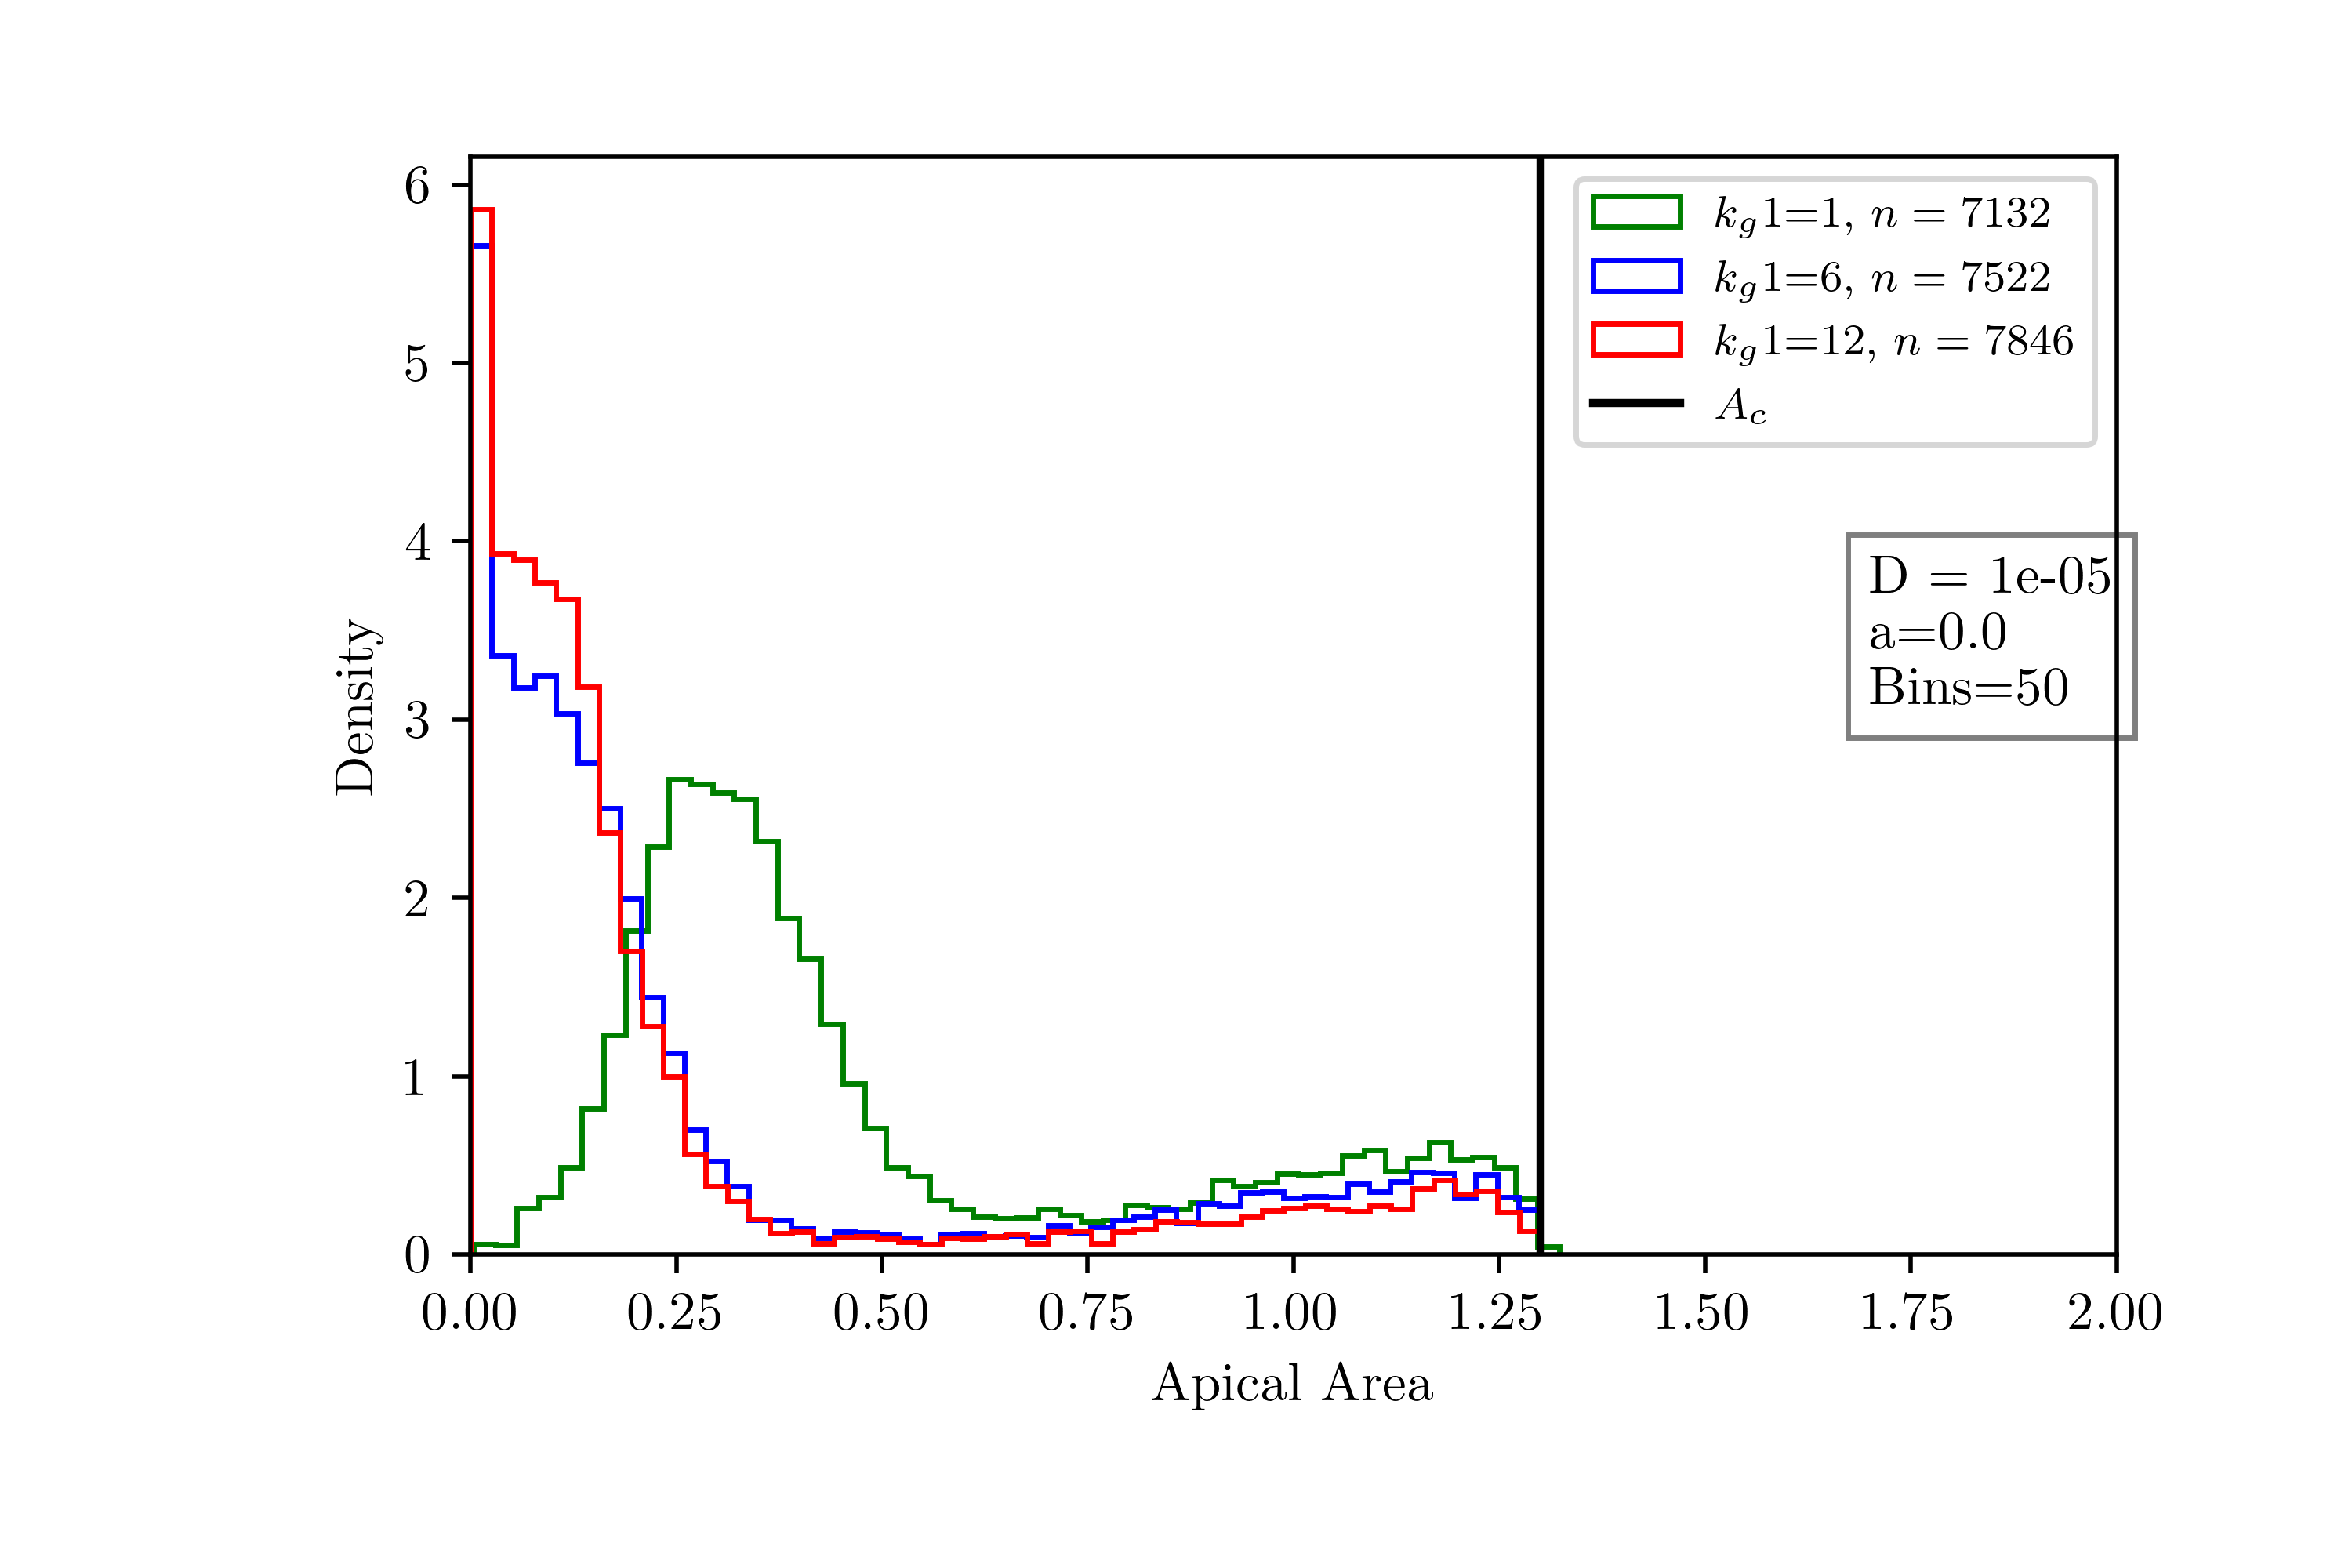 6
5
4
3
2
1
0
Density
0.00 0.25 0.50 0.75 1.00 1.25 1.50 1.75 2.00
Apical Area
k_g1=1, n = 7132
k_g1=6, n = 7522
k_g1=12, n = 7846
A_c
D = 1e-05
a=0.0
Bins=50